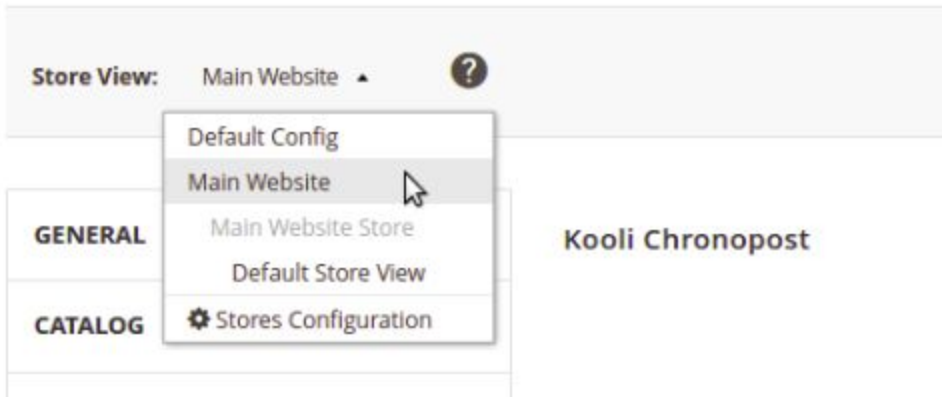 Store View: Main Website ?
Default Config
Main Website
Main Website Store
Default Store View
Stores Configuration
GENERAL
CATALOG
Kooli Chronopost